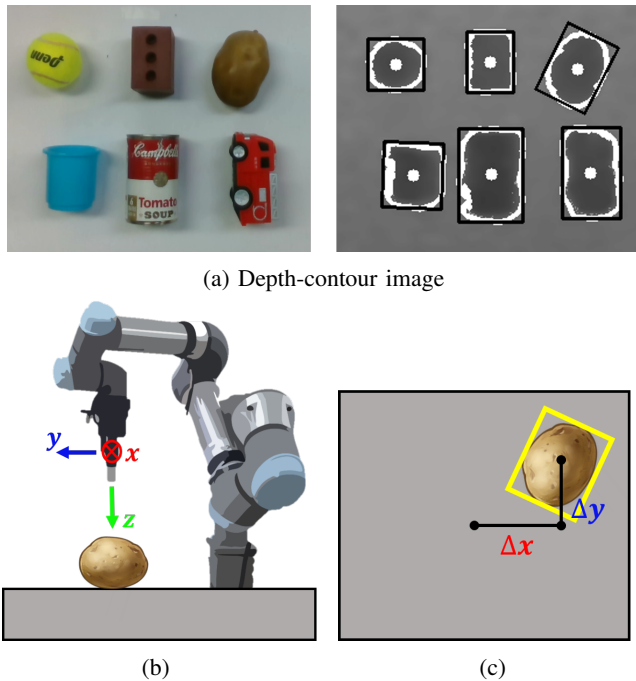 Penn
Campbell's
Tomato
SOUP
(a) Depth-contour image
y
x
z
Δy
Δx
(b)
(c)